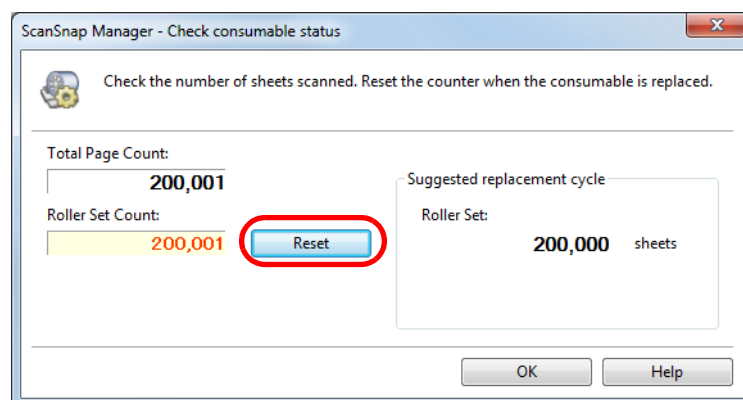 ScanSnap Manager - Check consumable status
Check the number of sheets scanned. Reset the counter when the consumable is replaced.
Total Page Count:
200,001
Suggested replacement cycle
Roller Set Count:
Roller Set:
200,001
Reset
200,000 sheets
OK
Help